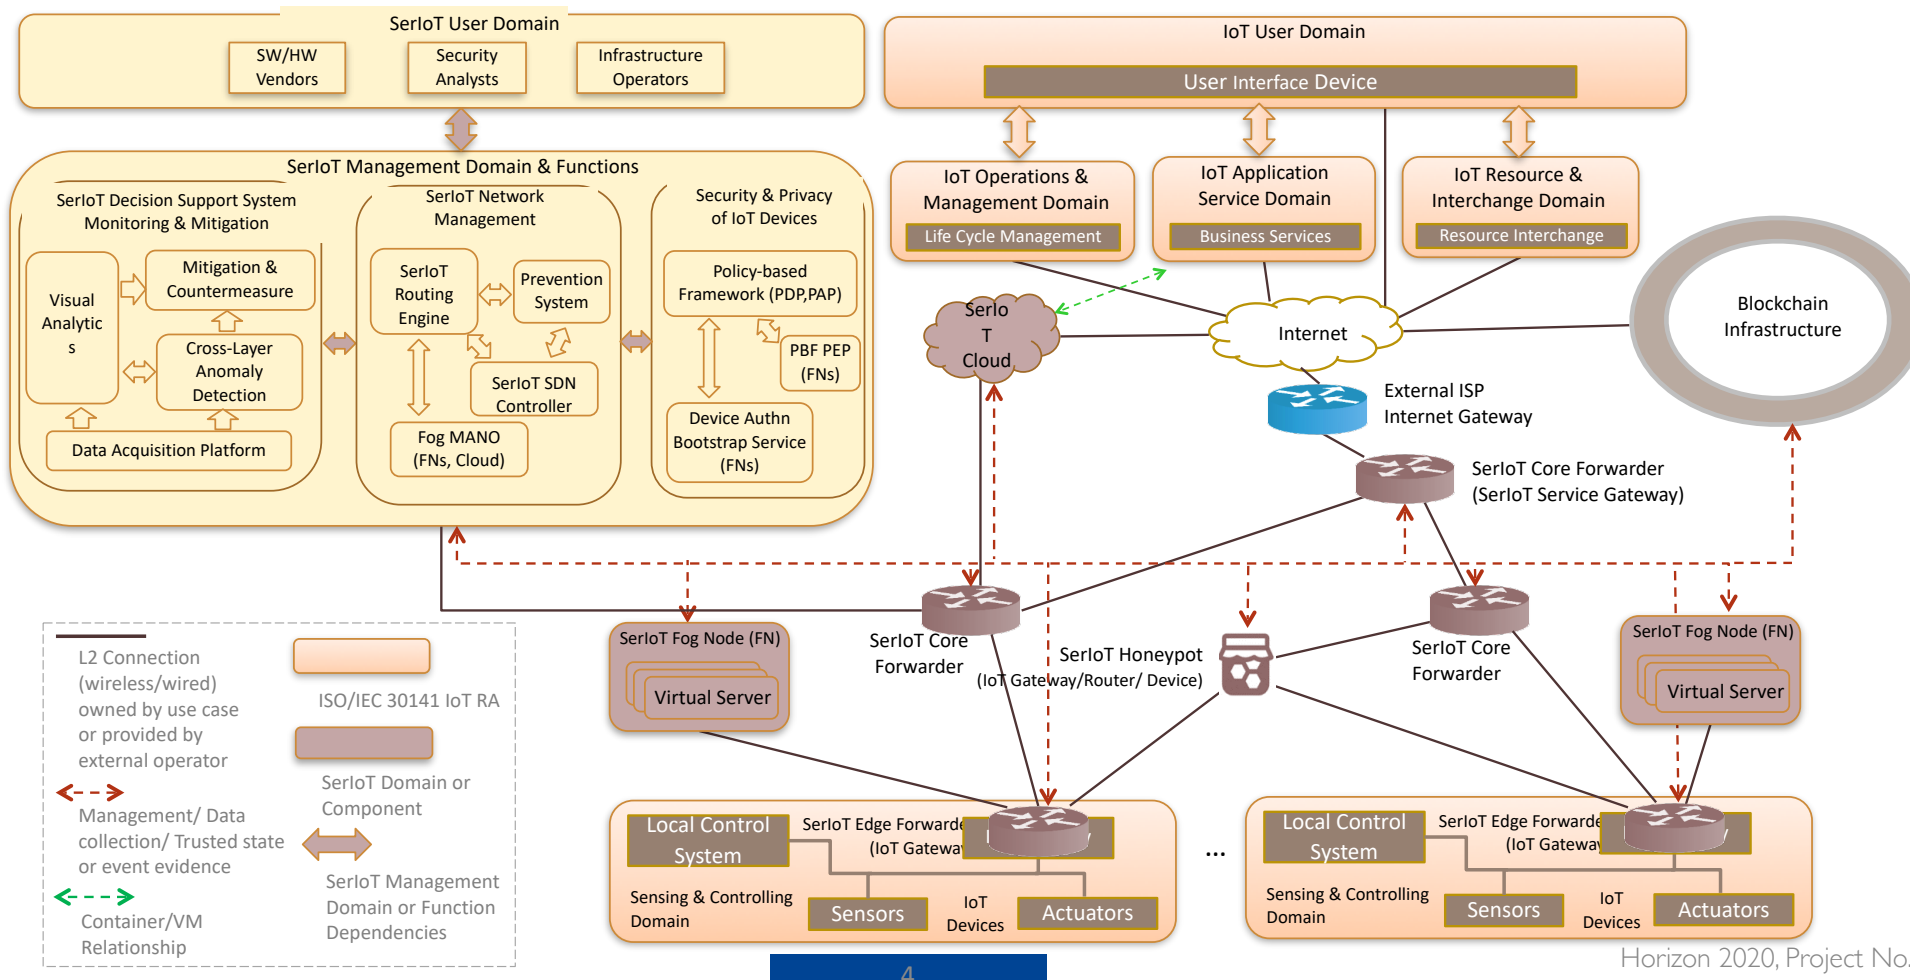 SerIoT User Domain
SW/HW
Vendors
Security
Analysts
Infrastructure
Operators
IoT User Domain
User Interface Device
SerIoT Management Domain & Functions
SerIoT Decision Support System
Monitoring & Mitigation
Visual
Analytic
s
Mitigation &
Countermeasure
Cross-Layer
Anomaly
Detection
Data Acquisition Platform
SerIoT Network
Management
SerIoT
Routing
Engine
Prevention
System
SerIoT SDN
Controller
Fog MANO
(FNs, Cloud)
Security & Privacy
of IoT Devices
Policy-based
Framework (PDP,PAP)
PBF PEP
(FNs)
Device Authn
Bootstrap Service
(FNs)
IoT Operations &
Management Domain
Life Cycle Management
IoT Application
Service Domain
Business Services
IoT Resource &
Interchange Domain
Resource Interchange
SerIo
T
Cloud
Internet
Blockchain
Infrastructure
External ISP
Internet Gateway
SerIoT Core Forwarder
(SerIoT Service Gateway)
SerIoT Fog Node (FN)
Virtual Server
SerIoT Core
Forwarder
SerIoT Honeypot
(IoT Gateway/Router/ Device)
SerIoT Core
Forwarder
SerIoT Fog Node (FN)
Virtual Server
L2 Connection
(wireless/wired)
owned by use case
or provided by
external operator
Management/ Data
collection/ Trusted state
or event evidence
Container/VM
Relationship
ISO/IEC 30141 IoT RA
SerIoT Domain or
Component
SerIoT Management
Domain or Function
Dependencies
Local Control
System
SerIoT Edge Forwarde
(IoT Gateway
Sensing & Controlling
Domain
Sensors
IoT
Devices
Actuators
...
Local Control
System
SerIoT Edge Forwarde
(IoT Gateway
Sensing & Controlling
Domain
Sensors
IoT
Devices
Actuators
4
Horizon 2020, Project No.